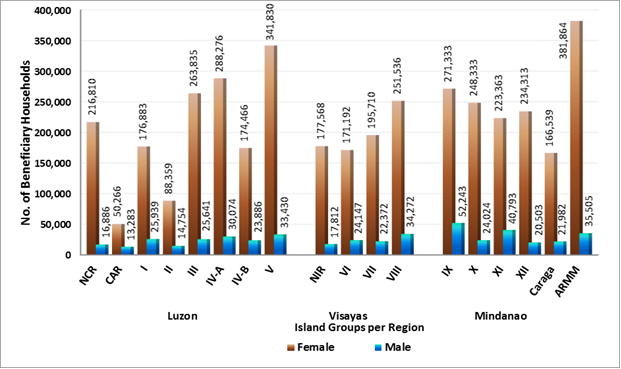 No. of Beneficiary Households
400,000
350,000
300,000
250,000
200,000
150,000
100,000
50,000
0,000
216,810
16,886
50,266
13,283
176,883
25,939
88,359
14,754
263,835
25,641
288,276
30,074
174,466
23,886
341,830
33,430
177,568
17,812
171,192
24,147
195,710
22,372
251,536
34,272
271,333
52,243
248,333
24,024
223,363
40,793
234,313
20,503
166,539
21,982
381,864
35,505
NCR
CAR
I
II
III
IV-A
IV-B
V
NIR
VI
VII
VIII
IX
X
XI
XII
Caraga
ARMM
Luzon
Visayas
Mindanao
Island Groups per Region
Female
Male